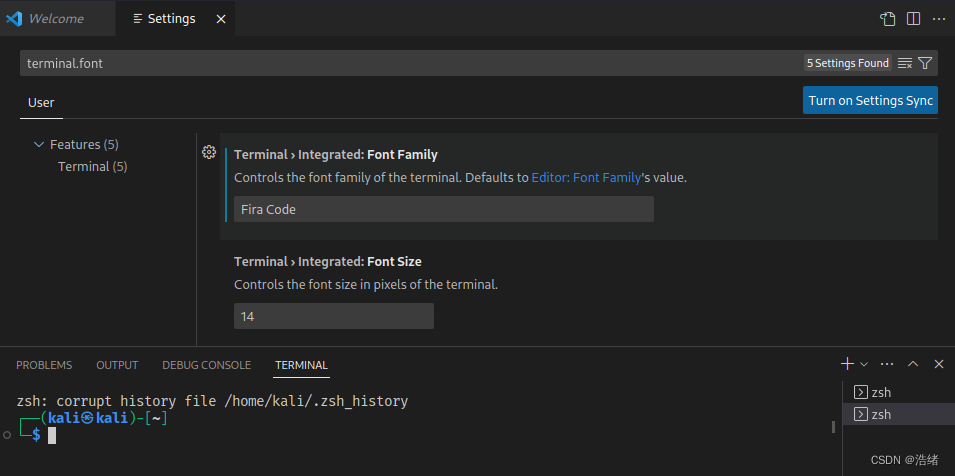 Welcome
Settings
terminal.font
5 Settings Found
User
Turn on Settings Sync
Features (5)
Terminal (5)
Terminal › Integrated: Font Family
Controls the font family of the terminal. Defaults to Editor: Font Family's value.
Fira Code
Terminal › Integrated: Font Size
Controls the font size in pixels of the terminal.
14
PROBLEMS OUTPUT DEBUG CONSOLE TERMINAL
zsh: corrupt history file /home/kali/.zsh_history
┌──(kali㉿kali)-[~]
└─$
zsh
zsh
CSDN @浩绪